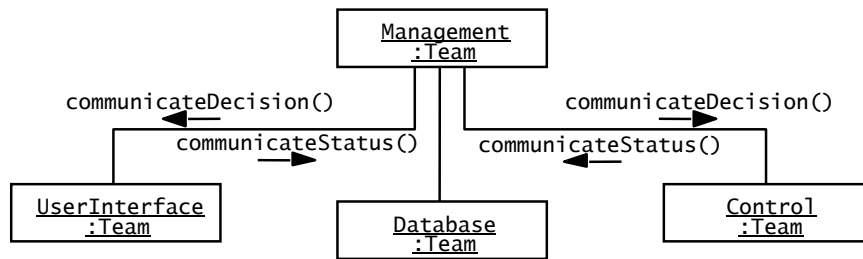 Management
:Team
communicateDecision()
communicateDecision()
communicateStatus()
communicateStatus()
UserInterface
:Team
Database
:Team
Control
:Team